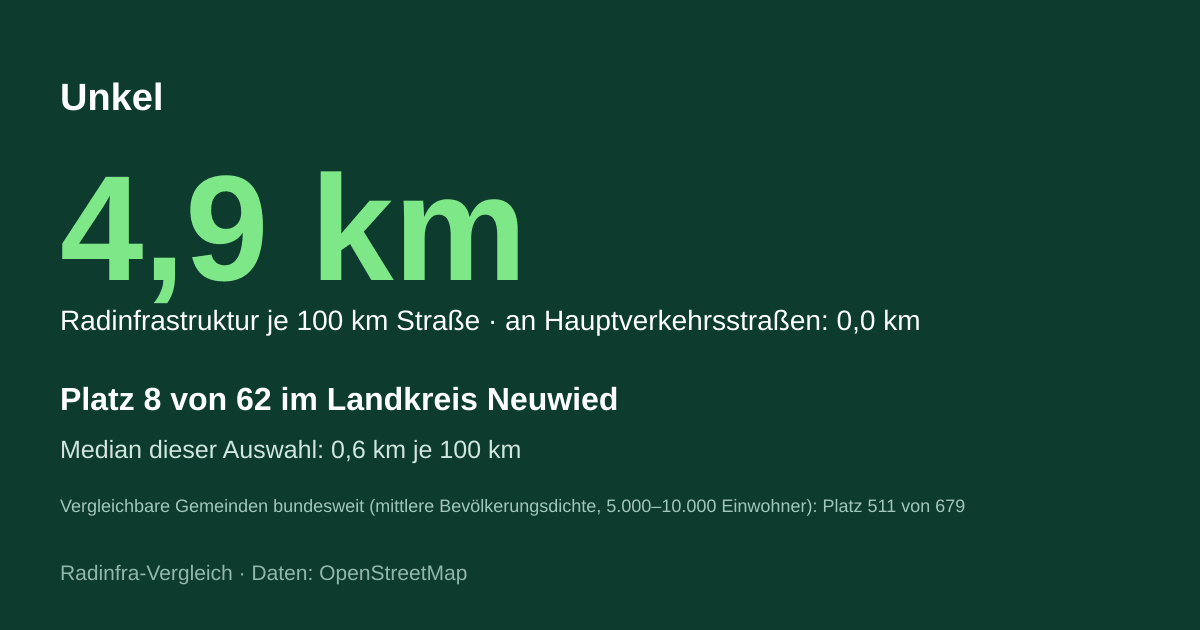 Unkel
4,9 km
Radinfrastruktur je 100 km Straße · an Hauptverkehrsstraßen: 0,0 km
Platz 8 von 62 im Landkreis Neuwied
Median dieser Auswahl: 0,6 km je 100 km
Vergleichbare Gemeinden bundesweit (mittlere Bevölkerungsdichte, 5.000–10.000 Einwohner): Platz 511 von 679
Radinfra-Vergleich · Daten: OpenStreetMap